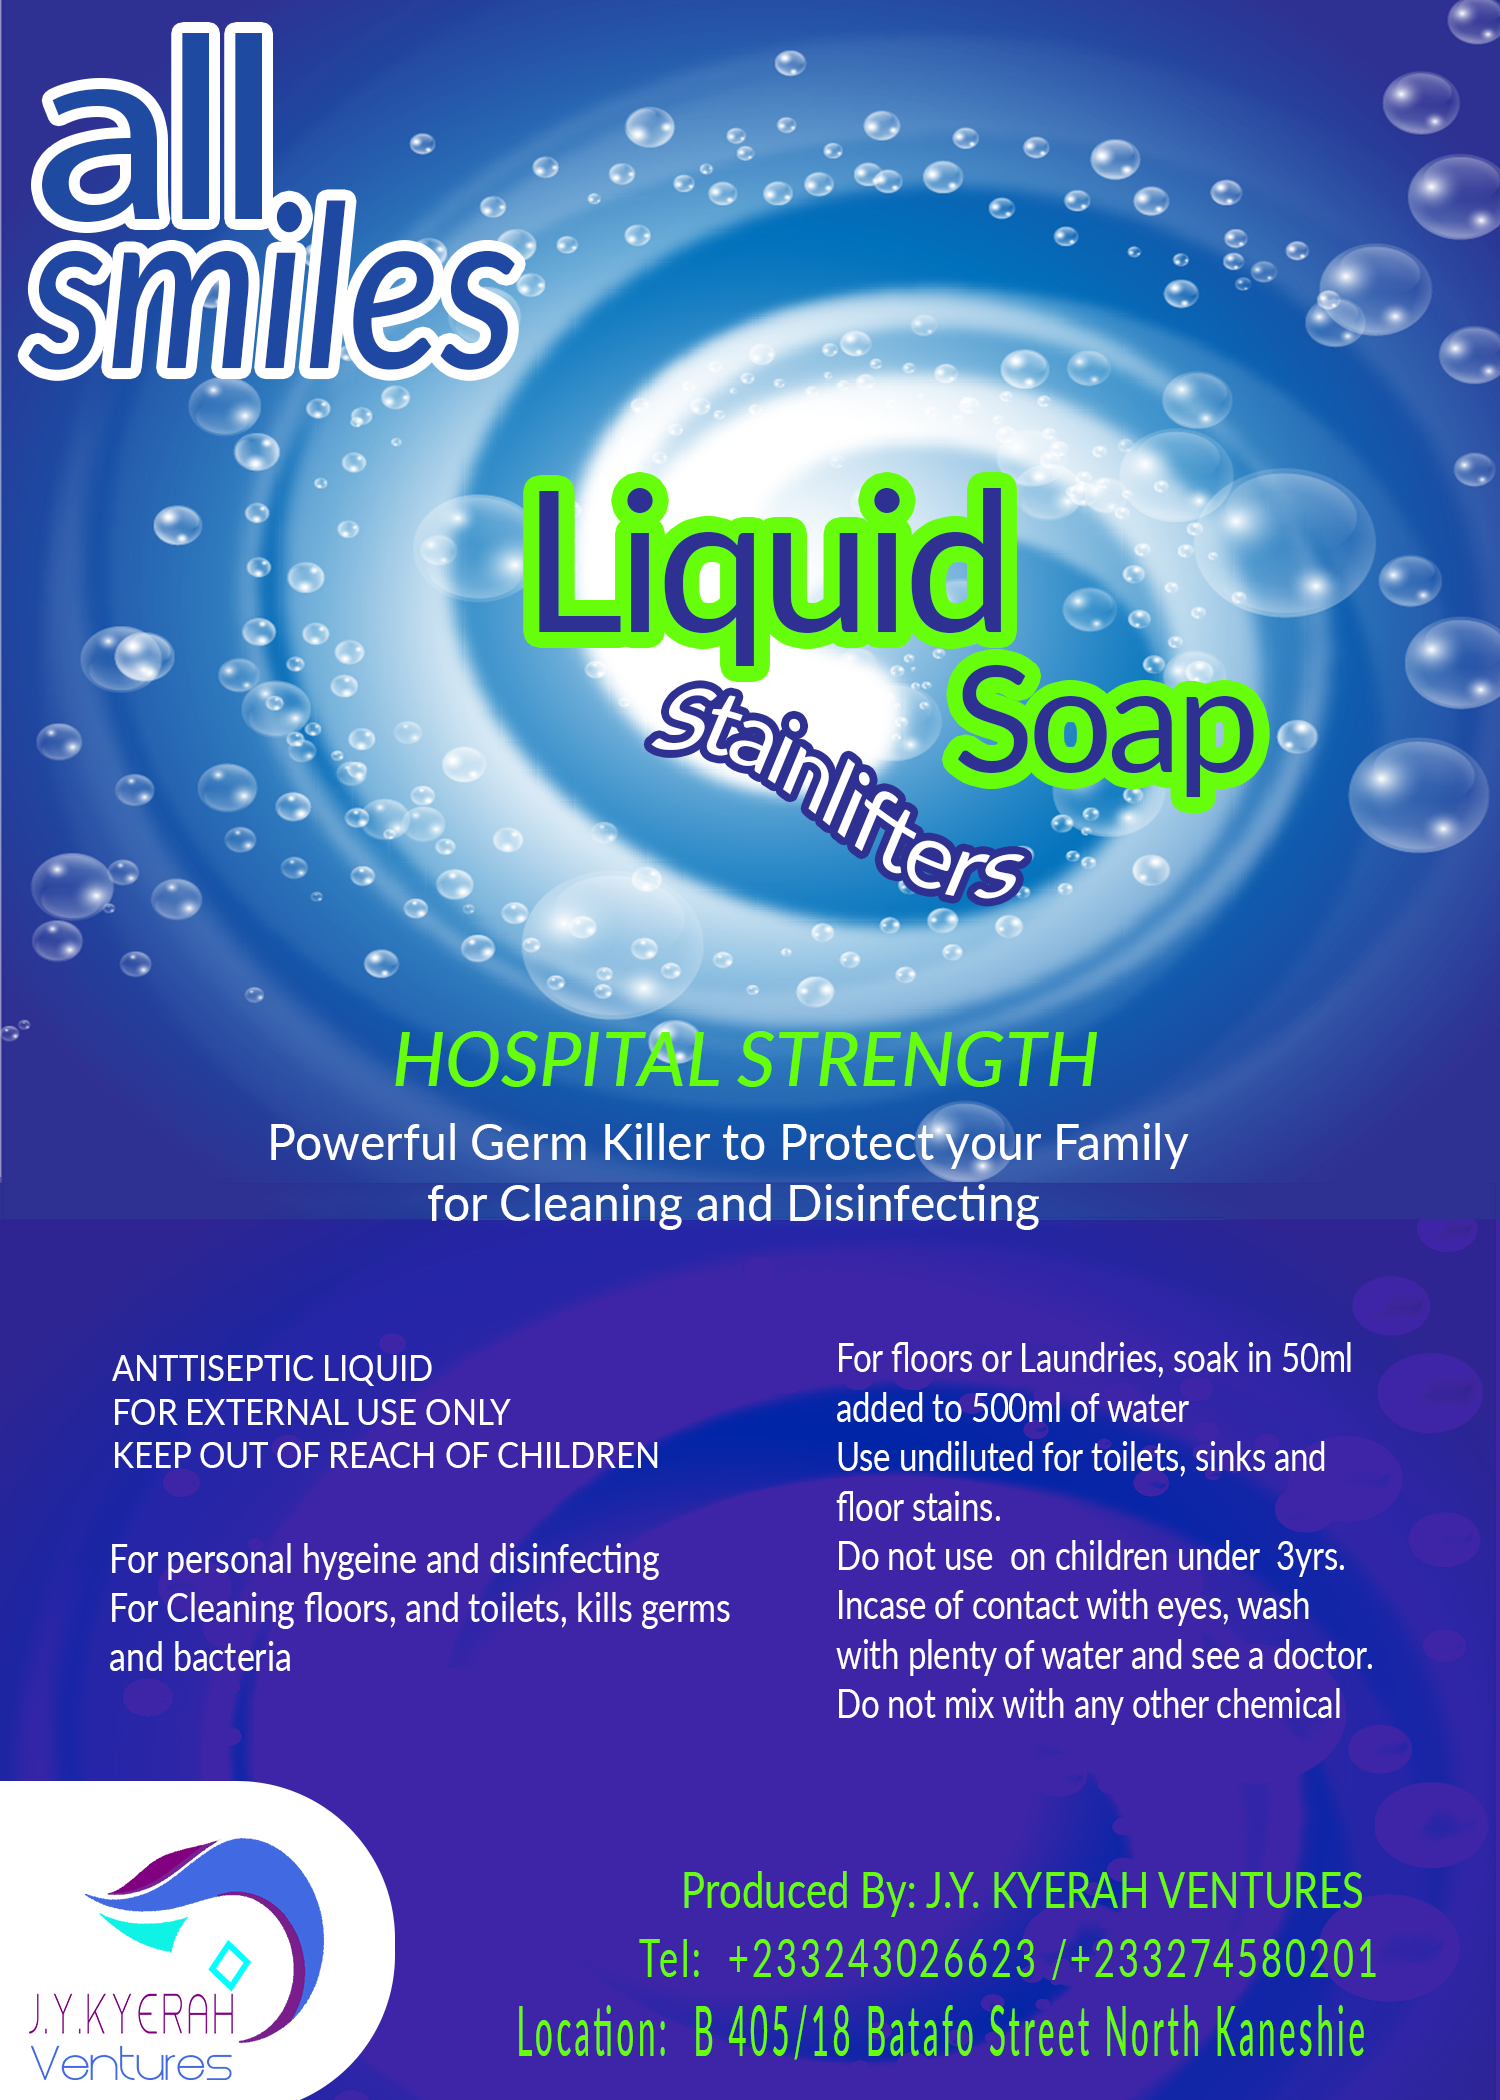 all
smiles
Liquid
Soap
Stainlifters
HOSPITAL STRENGTH
Powerful Germ Killer to Protect your Family
for Cleaning and Disinfecting
ANTTISEPTIC LIQUID
FOR EXTERNAL USE ONLY
KEEP OUT OF REACH OF CHILDREN
For personal hygeine and disinfecting
For Cleaning floors, and toilets, kills germs
and bacteria
For floors or Laundries, soak in 50ml
added to 500ml of water
Use undiluted for toilets, sinks and
floor stains.
Do not use on children under 3yrs.
Incase of contact with eyes, wash
with plenty of water and see a doctor.
Do not mix with any other chemical
J.Y.KYERAH
Ventures
Produced By: J.Y. KYERAH VENTURES
Tel: +233243026623 /+233274580201
Location: B 405/18 Batafo Street North Kaneshie